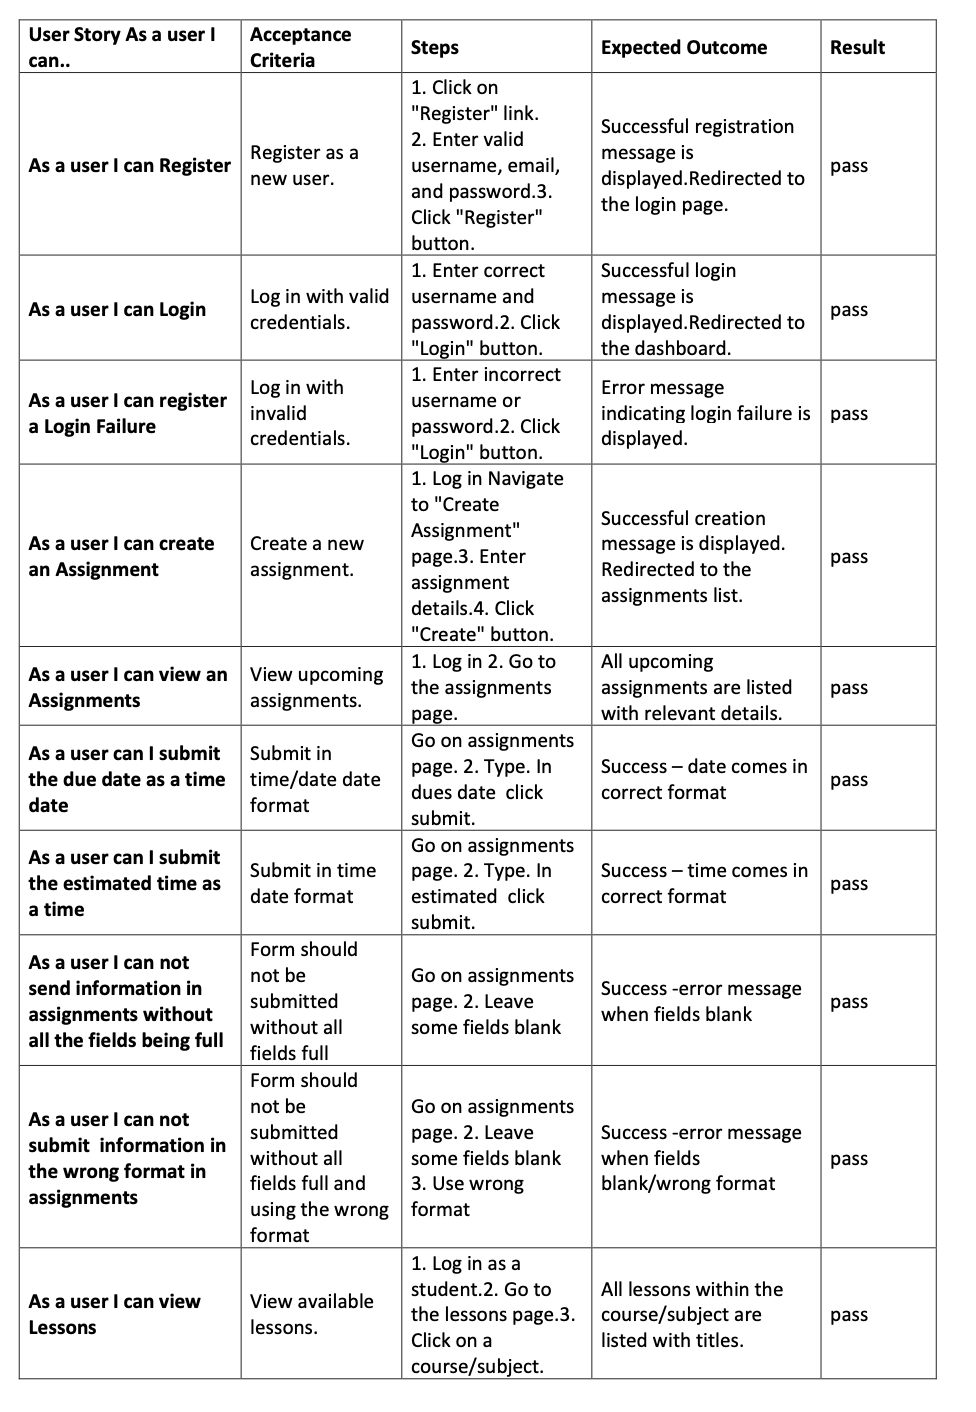 User Story As a user I
can..
Acceptance
Criteria
Steps
Expected Outcome
Result
As a user I can Register
Register as a
new user.
1. Click on
"Register" link.
2. Enter valid
username, email,
and password.3.
Click "Register"
button.
Successful registration
message is
displayed.Redirected to
the login page.
pass
As a user I can Login
Log in with valid
credentials.
1. Enter correct
username and
password.2. Click
"Login" button.
Successful login
message is
displayed.Redirected to
the dashboard.
pass
As a user I can register
a Login Failure
Log in with
invalid
credentials.
1. Enter incorrect
username or
password.2. Click
"Login" button.
Error message
indicating login failure is
displayed.
pass
As a user I can create
an Assignment
Create a new
assignment.
1. Log in Navigate
to "Create
Assignment"
page.3. Enter
assignment
details.4. Click
"Create" button.
Successful creation
message is displayed.
Redirected to the
assignments list.
pass
As a user I can view an
Assignments
View upcoming
assignments.
1. Log in 2. Go to
the assignments
page.
All upcoming
assignments are listed
with relevant details.
pass
As a user can I submit
the due date as a time
date
Submit in
time/date date
format
Go on assignments
page. 2. Type. In
dues date  click
submit.
Success – date comes in
correct format
pass
As a user can I submit
the estimated time as
a time
Submit in time
date format
Go on assignments
page. 2. Type. In
estimated  click
submit.
Success – time comes in
correct format
pass
As a user I can not
send information in
assignments without
all the fields being full
Form should
not be
submitted
without all
fields full
Go on assignments
page. 2. Leave
some fields blank
Success -error message
when fields blank
pass
As a user I can not
submit  information in
the wrong format in
assignments
Form should
not be
submitted
without all
fields full and
using the wrong
format
Go on assignments
page. 2. Leave
some fields blank
3. Use wrong
format
Success -error message
when fields
blank/wrong format
pass
As a user I can view
Lessons
View available
lessons.
1. Log in as a
student.2. Go to
the lessons page.3.
Click on a
course/subject.
All lessons within the
course/subject are
listed with titles.
pass